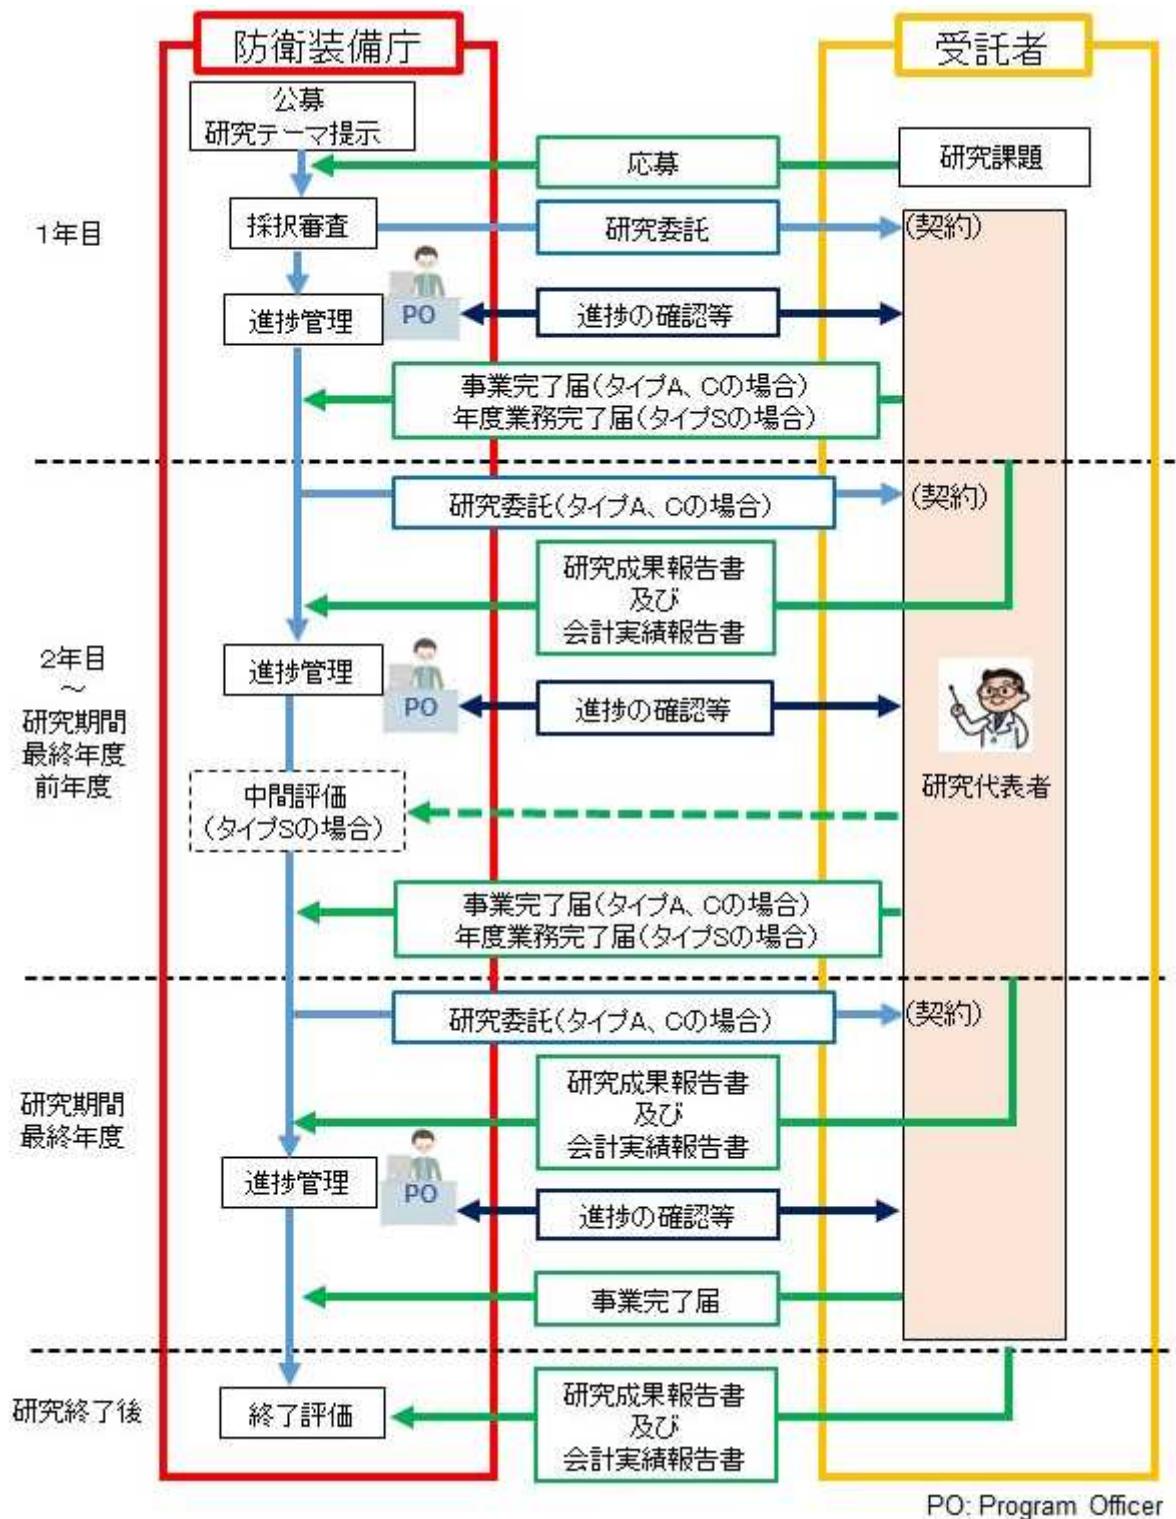 防衛装備庁
受託者
公募
研究テーマ提示
応募
研究課題
1年目
採択審査
研究委託
(契約)
進捗管理
PO
進捗の確認等
事業完了届(タイプA、Cの場合)
年度業務完了届(タイプSの場合)
研究委託(タイプA、Cの場合)
(契約)
研究成果報告書
及び
会計実績報告書
2年目
～
研究期間
最終年度
前年度
進捗管理
PO
進捗の確認等
研究代表者
中間評価
(タイプSの場合)
事業完了届(タイプA、Cの場合)
年度業務完了届(タイプSの場合)
研究委託(タイプA、Cの場合)
(契約)
研究期間
最終年度
研究成果報告書
及び
会計実績報告書
進捗管理
PO
進捗の確認等
事業完了届
研究終了後
終了評価
研究成果報告書
及び
会計実績報告書
PO: Program Officer